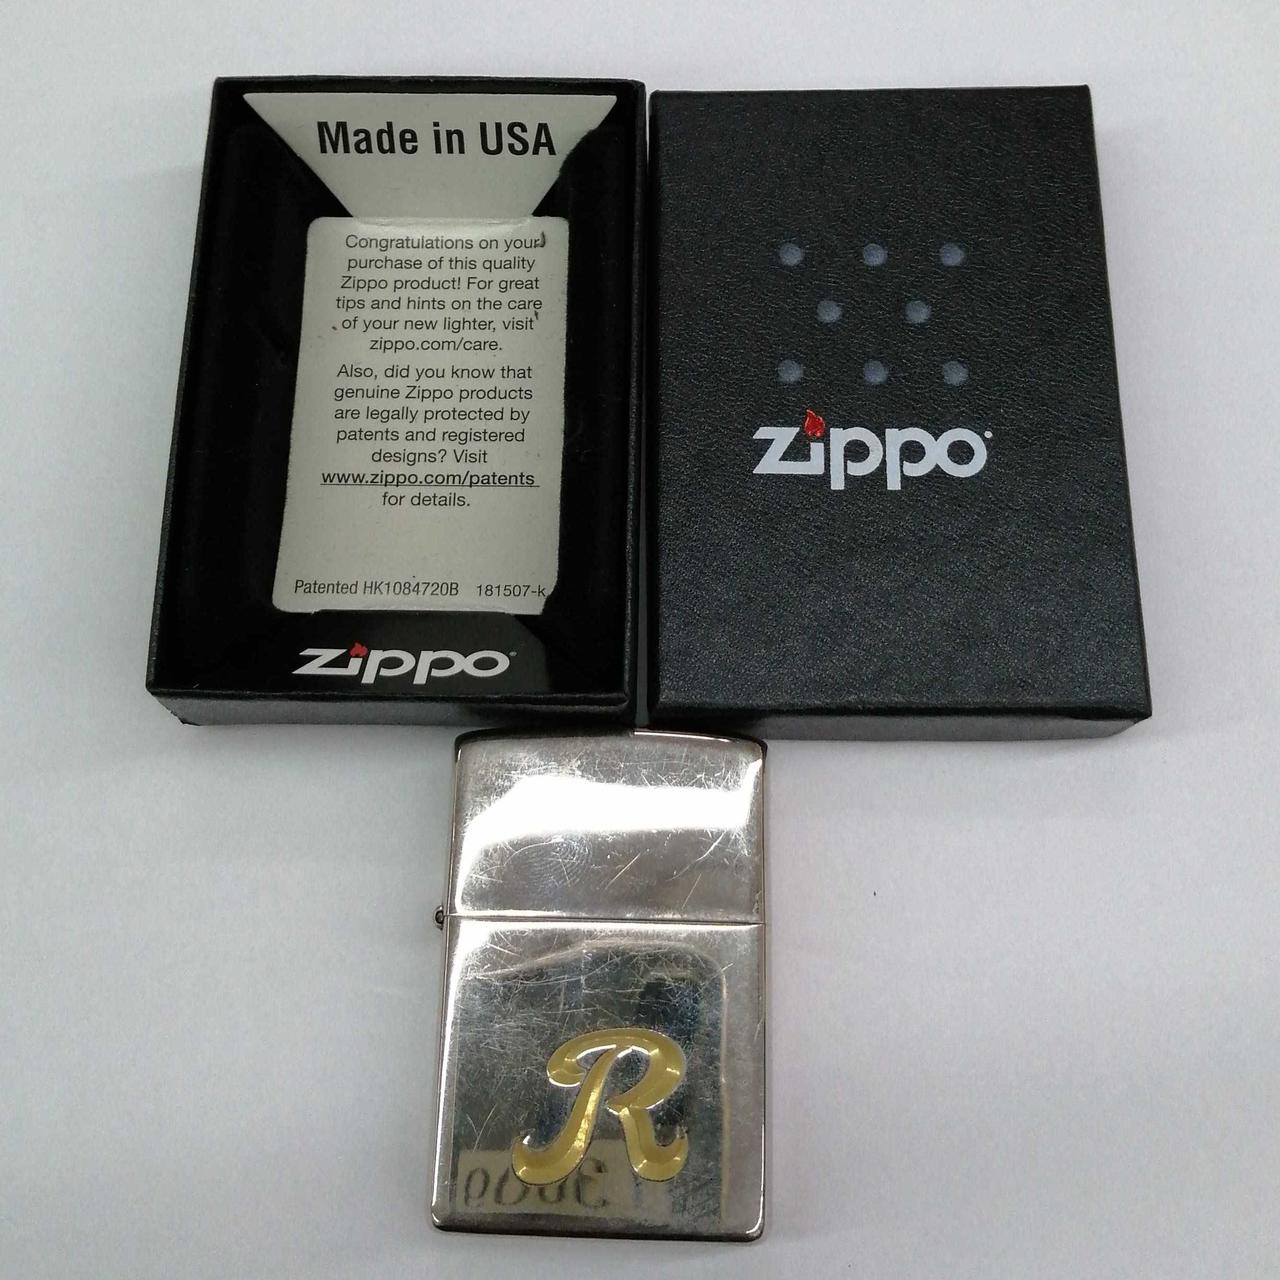 Made in USA
Congratulations on your
purchase of this quality
Zippo product! For great
tips and hints on the care
of your new lighter, visit
zippo.com/care.
Also, did you know that
genuine Zippo products
are legally protected by
patents and registered
designs? Visit
www.zippo.com/patents
for details.
Patented HK1084720B 181507-k
zippo
zippo
R